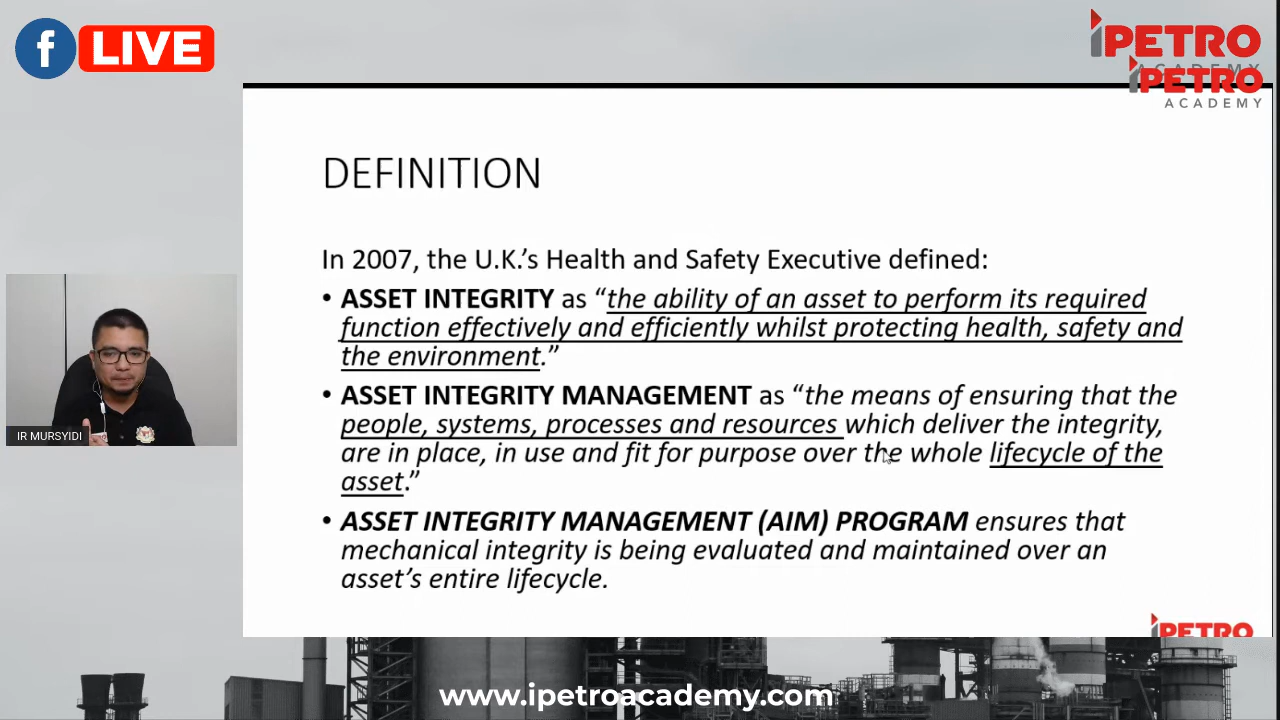 f LIVE
iPETRO
ACADEMY
iPETRO
ACADEMY
DEFINITION
In 2007, the U.K.'s Health and Safety Executive defined:
• ASSET INTEGRITY as “the ability of an asset to perform its required
function effectively and efficiently whilst protecting health, safety and
the environment.”
• ASSET INTEGRITY MANAGEMENT as “the means of ensuring that the
people, systems, processes and resources which deliver the integrity,
are in place, in use and fit for purpose over the whole lifecycle of the
asset.”
• ASSET INTEGRITY MANAGEMENT (AIM) PROGRAM ensures that
mechanical integrity is being evaluated and maintained over an
asset's entire lifecycle.
IR MURSYIDI
iPETRO
www.ipetroacademy.com